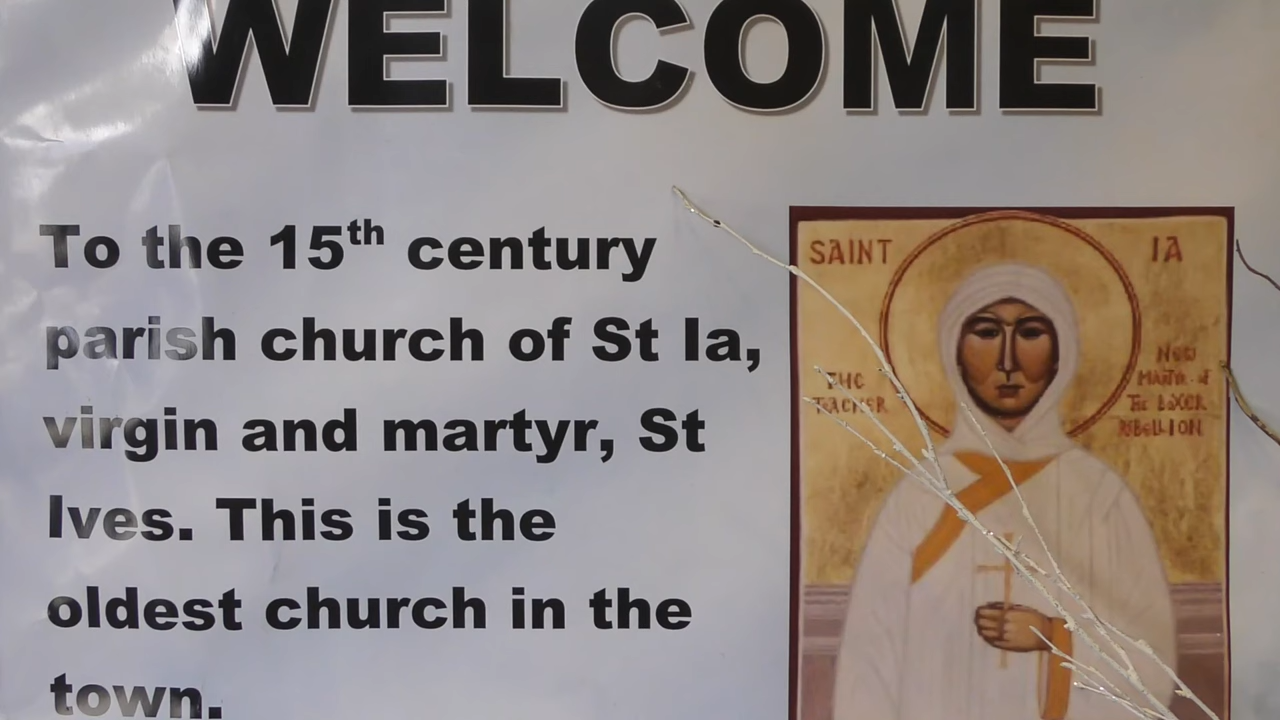 WELCOME
To the 15th century
parish church of St Ia,
virgin and martyr, St
Ives. This is the
oldest church in the
town.
SAINT IA
THE
TEACHER
NEW
MARTYR of
THE BOXER
REBELLION